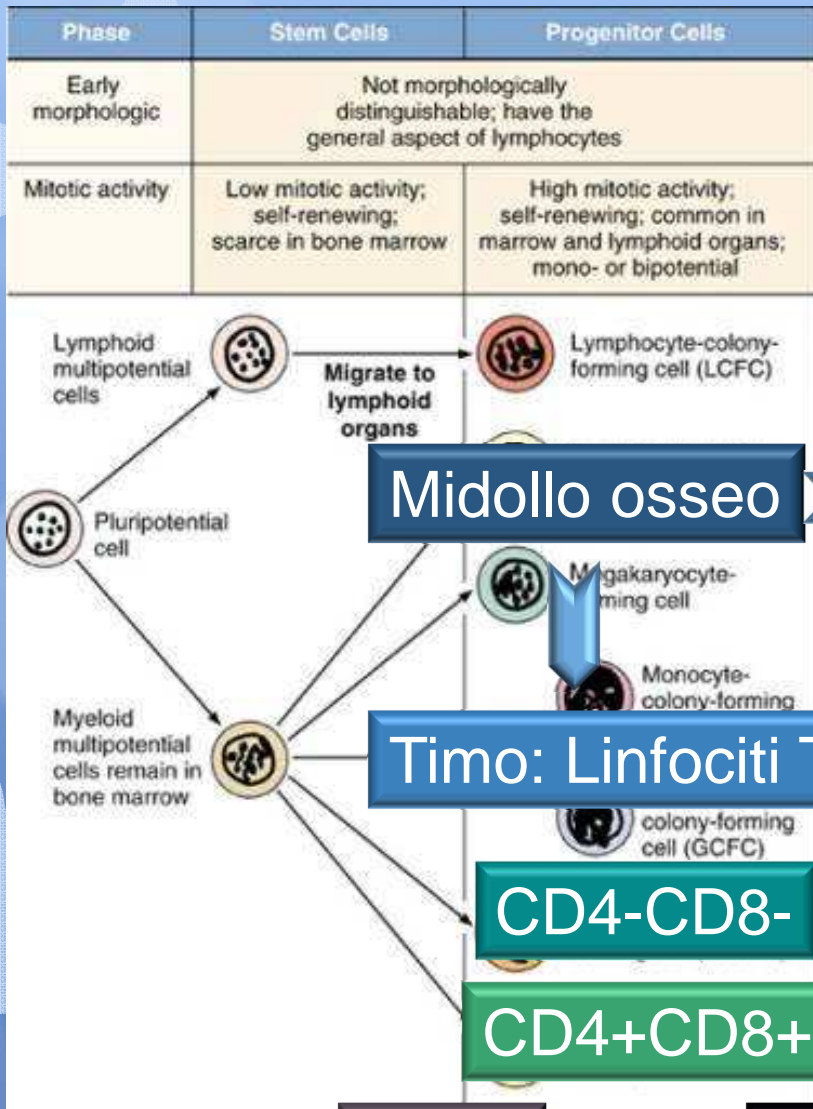 Phase Stem Cells Progenitor Cells
Early
morphologic
Not morphologically
distinguishable; have the
general aspect of lymphocytes
Mitotic activity
Low mitotic activity;
self-renewing;
scarce in bone marrow
High mitotic activity;
self-renewing; common in
marrow and lymphoid organs;
mono- or bipotential
Lymphoid
multipotential
cells
Migrate to
lymphoid
organs
Lymphocyte-colony-
forming cell (LCFC)
Midollo osseo
Pluripotential
cell
cell
Monocyte-
colony-forming
Myeloid
multipotential
cells remain in
bone marrow
Timo: Linfociti T
colony-forming
cell (GCFC)
CD4-CD8-
CD4+CD8+